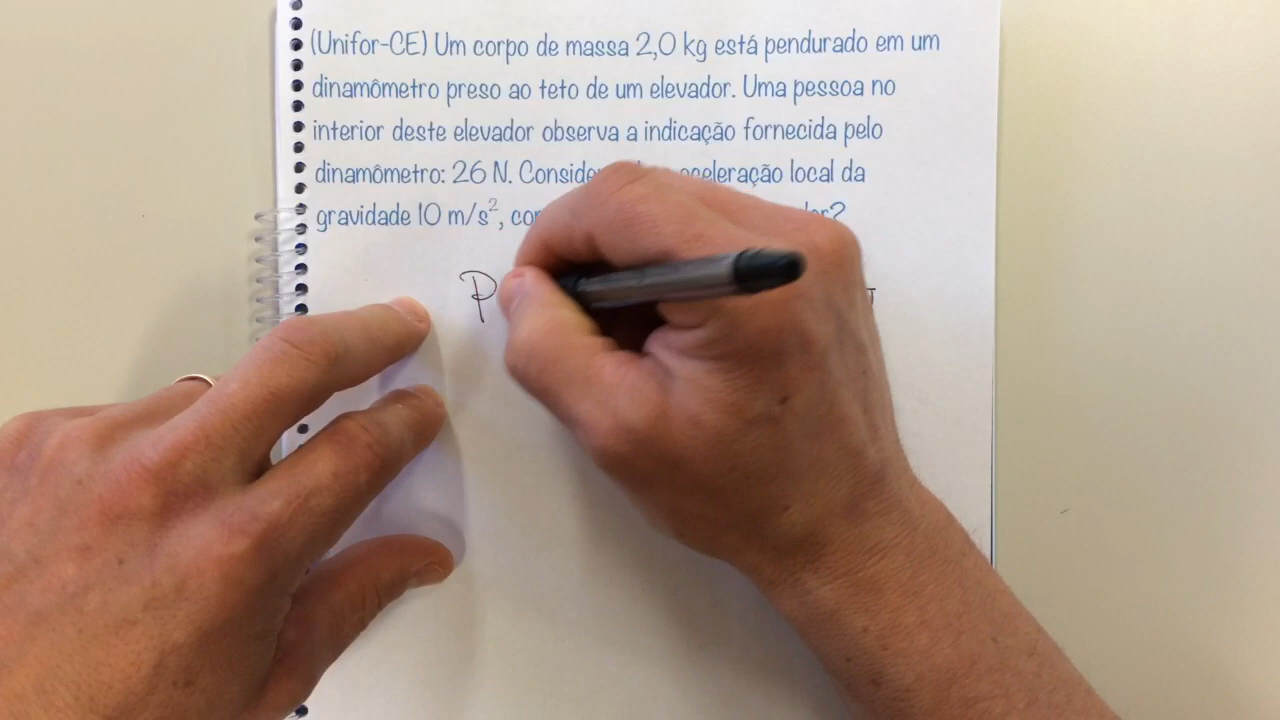 (Unifor-CE) Um corpo de massa 2,0 kg está pendurado em um
dinamômetro preso ao teto de um elevador. Uma pessoa no
interior deste elevador observa a indicação fornecida pelo
dinamômetro: 26 N. aceleração local da
gravidade 10 m/s², 
P